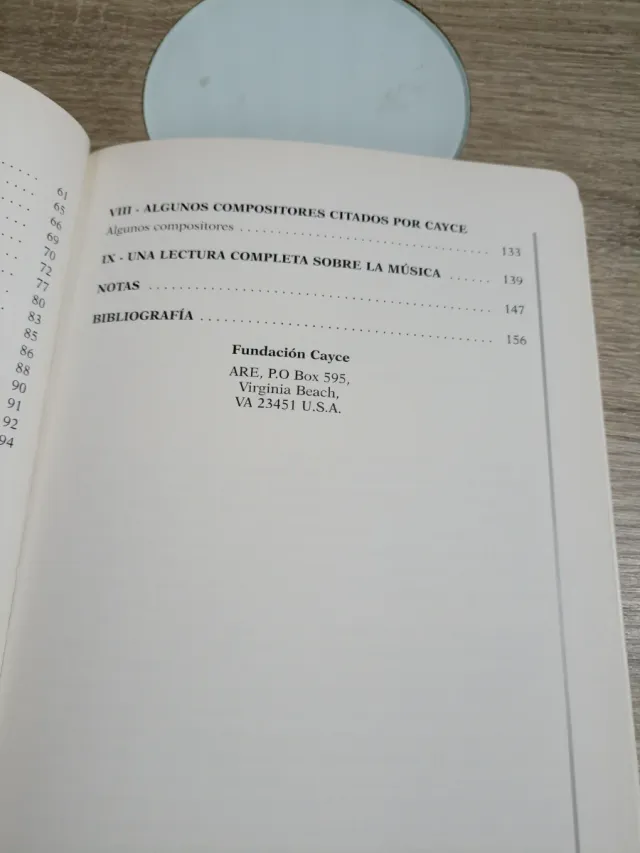 61
65
66
69
70
72
77
80
83
85
86
88
90
91
92
94
VIII - ALGUNOS COMPOSITORES CITADOS POR CAYCE
Algunos compositores . . . . . . . . . . . . . . . . . . . . . . . . . . . . . . . . . . 133
IX - UNA LECTURA COMPLETA SOBRE LA MÚSICA . . . . . . 139
NOTAS . . . . . . . . . . . . . . . . . . . . . . . . . . . . . . . . . . . . . . . . . . . . . 147
BIBLIOGRAFÍA . . . . . . . . . . . . . . . . . . . . . . . . . . . . . . . . . . . . . . 156
Fundación Cayce
ARE, P.O Box 595,
Virginia Beach,
VA 23451 U.S.A.